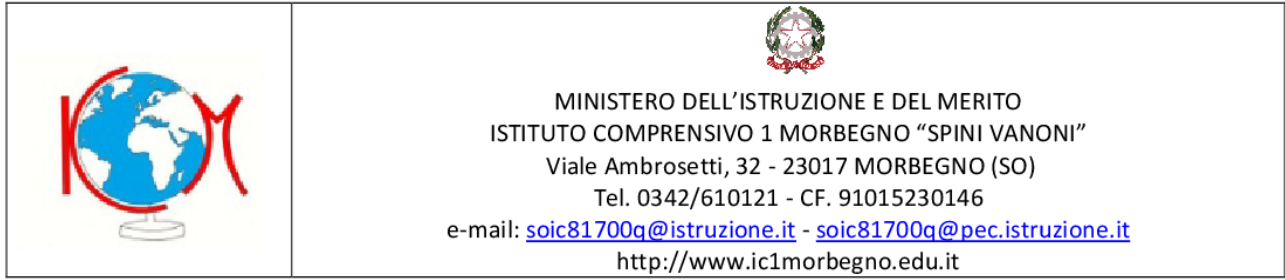 ICM
MINISTERO DELL’ISTRUZIONE E DEL MERITO
ISTITUTO COMPRENSIVO 1 MORBEGNO “SPINI VANONI”
Viale Ambrosetti, 32 - 23017 MORBEGNO (SO)
Tel. 0342/610121 - CF. 91015230146
e-mail: soic81700q@istruzione.it - soic81700q@pec.istruzione.it
http://www.ic1morbegno.edu.it